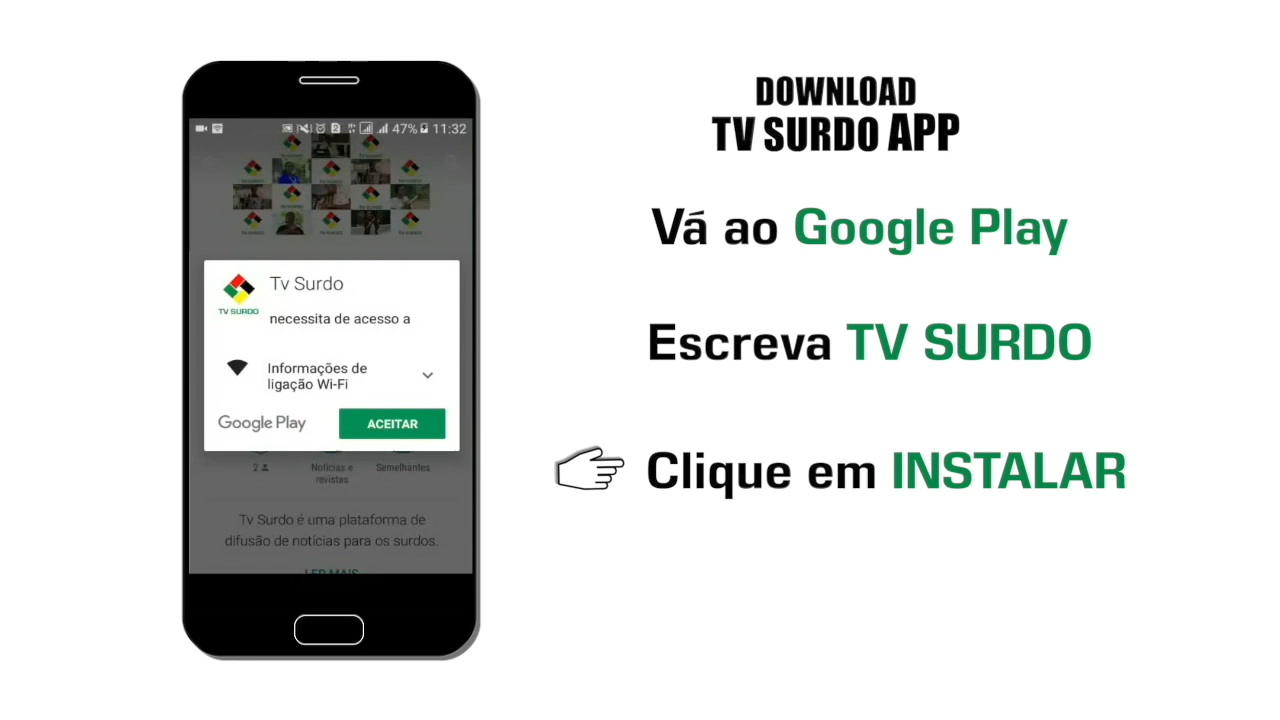 47% 11:32
Tv Surdo
TV SURDO
necessita de acesso a
Informações de
ligação Wi-Fi
Google Play
ACEITAR
2
Notícias e
revistas
Semelhantes
Tv Surdo é uma plataforma de
difusão de notícias para os surdos.
LER MAIS
DOWNLOAD
TV SURDO APP
Vá ao Google Play
Escreva TV SURDO
Clique em INSTALAR